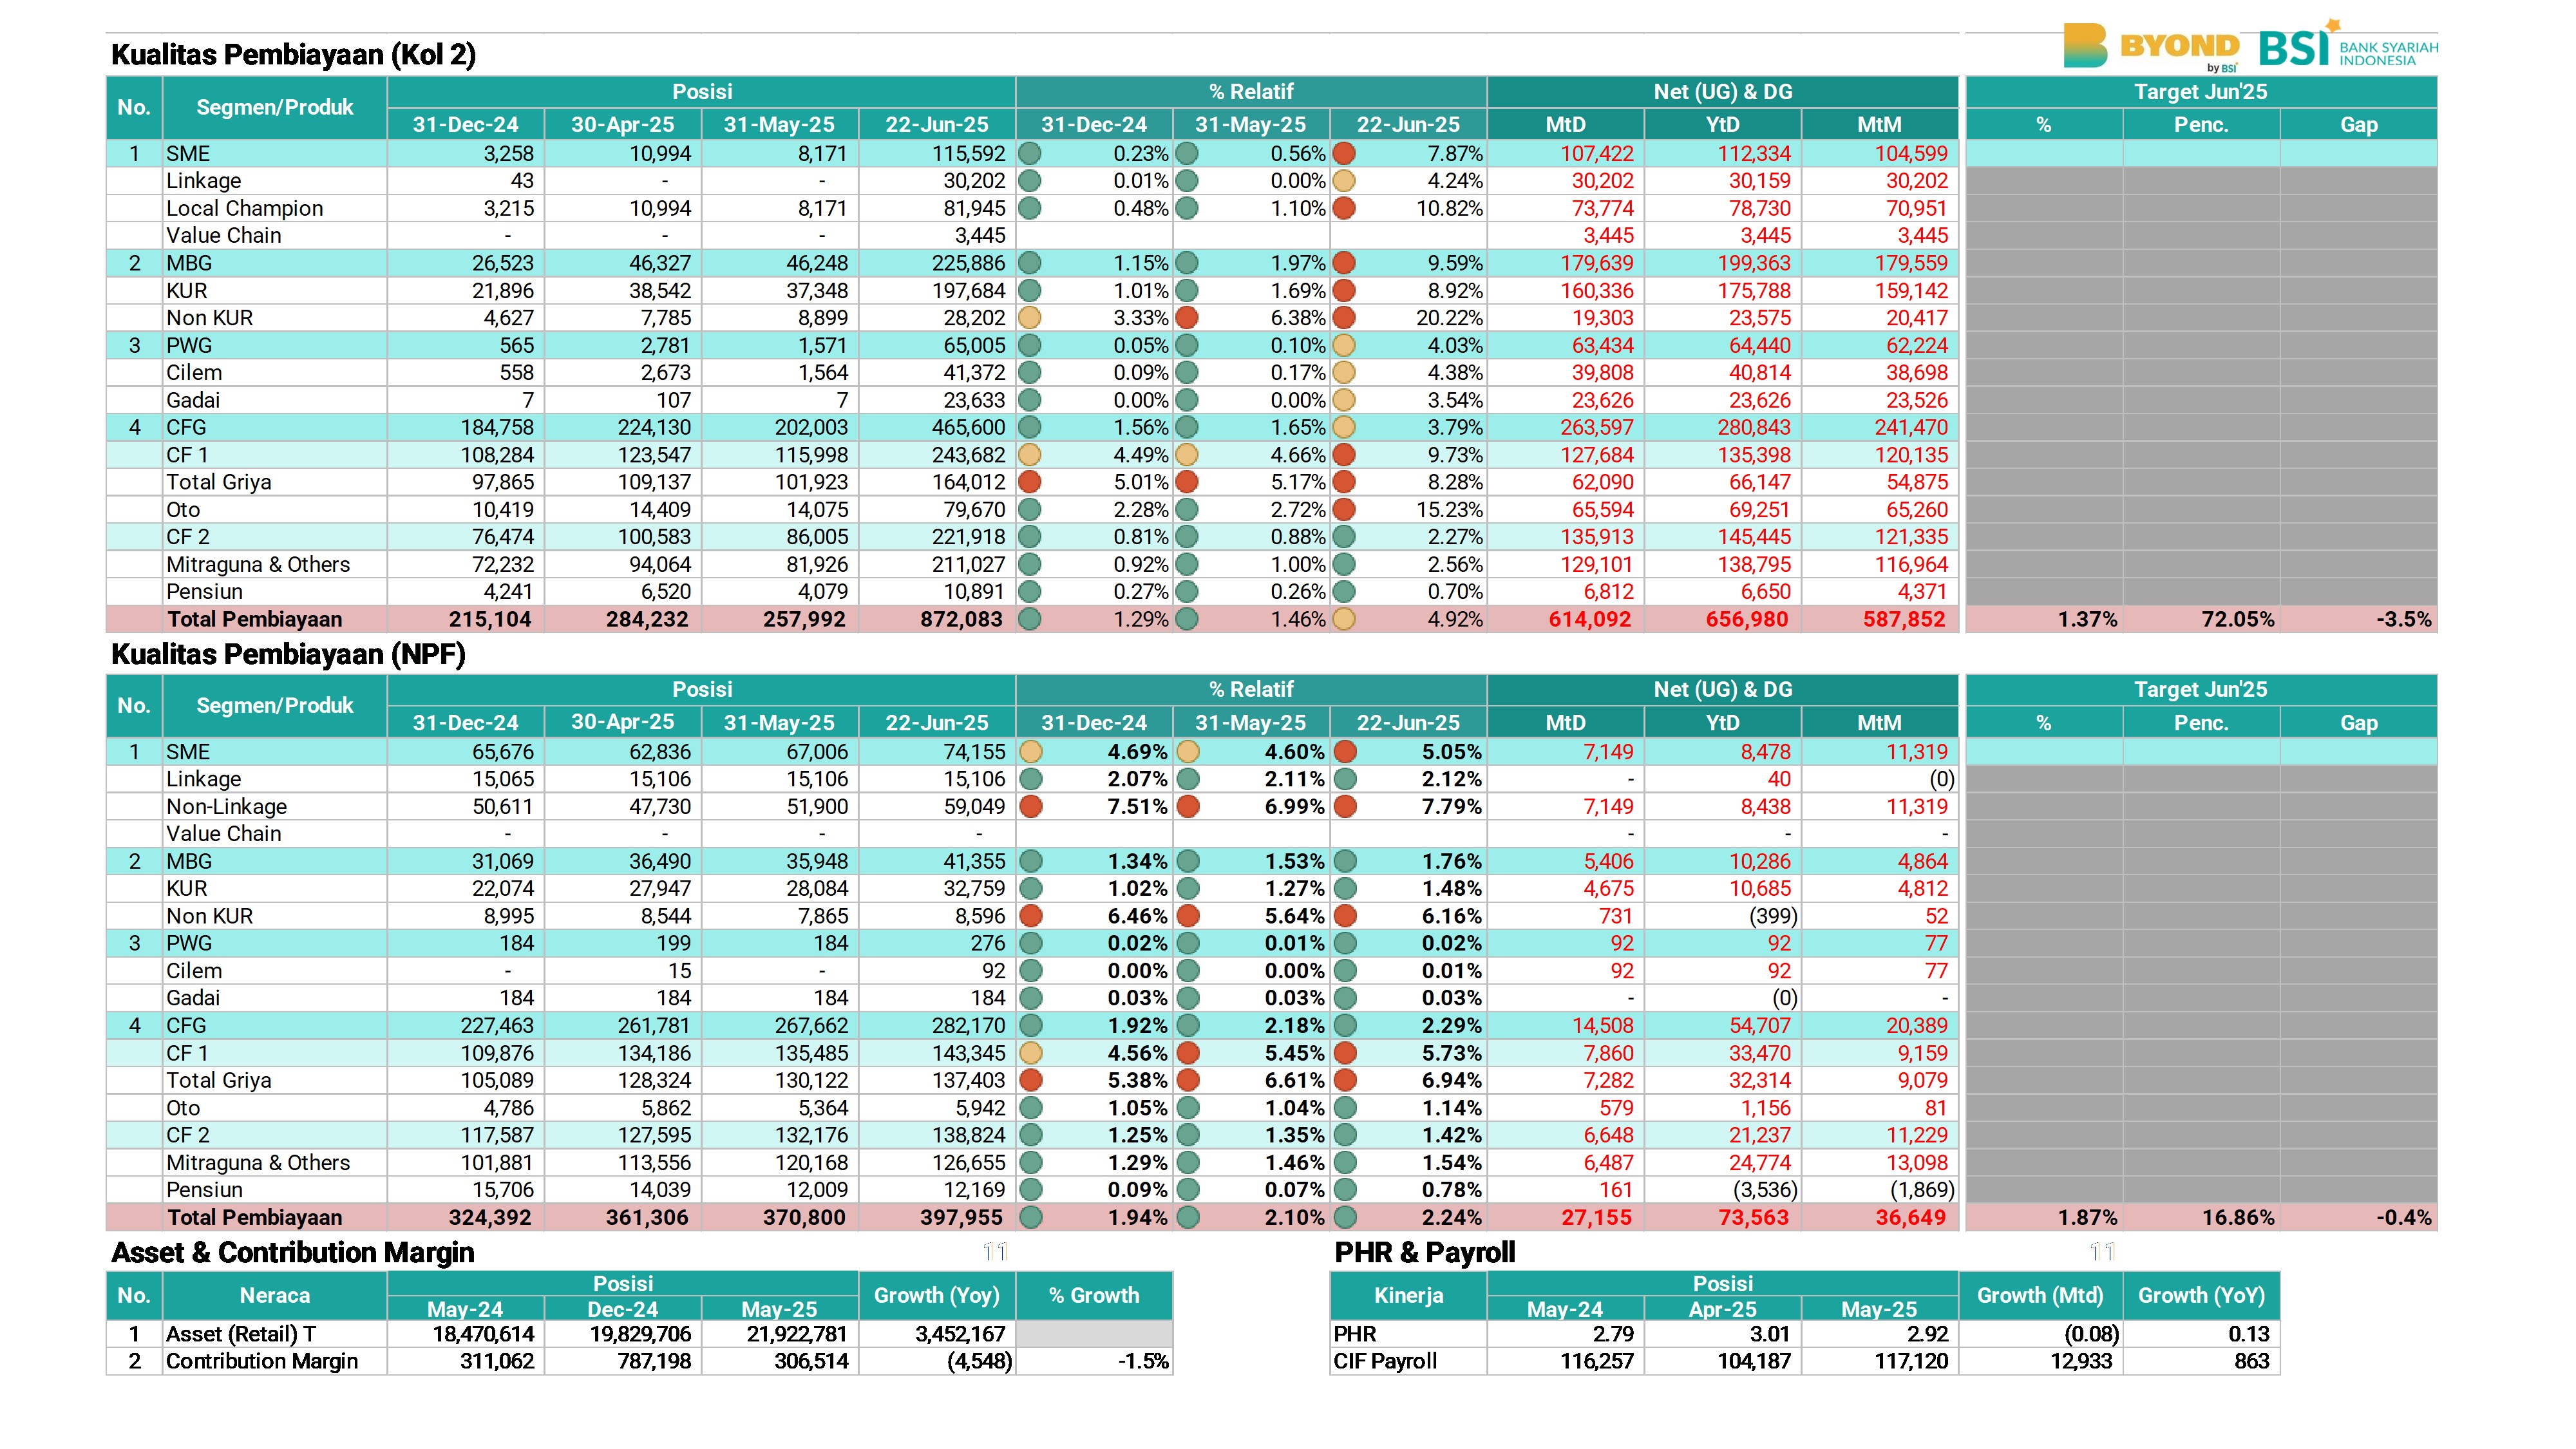 Kualitas Pembiayaan (Kol 2)
BYOND by BSI BSI BANK SYARIAH INDONESIA
No. Segmen/Produk Posisi % Relatif Net (UG) & DG Target Jun'25
31-Dec-24 30-Apr-25 31-May-25 22-Jun-25 31-Dec-24 31-May-25 22-Jun-25 MtD YtD MtM % Penc. Gap
1 SME 3,258 10,994 8,171 115,592 0.23% 0.56% 7.87% 107,422 112,334 104,599
Linkage 43 - - 30,202 0.01% 0.00% 4.24% 30,202 30,159 30,202
Local Champion 3,215 10,994 8,171 81,945 0.48% 1.10% 10.82% 73,774 78,730 70,951
Value Chain - - - 3,445 3,445 3,445 3,445
2 MBG 26,523 46,327 46,248 225,886 1.15% 1.97% 9.59% 179,639 199,363 179,559
KUR 21,896 38,542 37,348 197,684 1.01% 1.69% 8.92% 160,336 175,788 159,142
Non KUR 4,627 7,785 8,899 28,202 3.33% 6.38% 20.22% 19,303 23,575 20,417
3 PWG 565 2,781 1,571 65,005 0.05% 0.10% 4.03% 63,434 64,440 62,224
Cilem 558 2,673 1,564 41,372 0.09% 0.17% 4.38% 39,808 40,814 38,698
Gadai 7 107 7 23,633 0.00% 0.00% 3.54% 23,626 23,626 23,526
4 CFG 184,758 224,130 202,003 465,600 1.56% 1.65% 3.79% 263,597 280,843 241,470
CF 1 108,284 123,547 115,998 243,682 4.49% 4.66% 9.73% 127,684 135,398 120,135
Total Griya 97,865 109,137 101,923 164,012 5.01% 5.17% 8.28% 62,090 66,147 54,875
Oto 10,419 14,409 14,075 79,670 2.28% 2.72% 15.23% 65,594 69,251 65,260
CF 2 76,474 100,583 86,005 221,918 0.81% 0.88% 2.27% 135,913 145,445 121,335
Mitraguna & Others 72,232 94,064 81,926 211,027 0.92% 1.00% 2.56% 129,101 138,795 116,964
Pensiun 4,241 6,520 4,079 10,891 0.27% 0.26% 0.70% 6,812 6,650 4,371
Total Pembiayaan 215,104 284,232 257,992 872,083 1.29% 1.46% 4.92% 614,092 656,980 587,852 1.37% 72.05% -3.5%
Kualitas Pembiayaan (NPF)
No. Segmen/Produk Posisi % Relatif Net (UG) & DG Target Jun'25
31-Dec-24 30-Apr-25 31-May-25 22-Jun-25 31-Dec-24 31-May-25 22-Jun-25 MtD YtD MtM % Penc. Gap
1 SME 65,676 62,836 67,006 74,155 4.69% 4.60% 5.05% 7,149 8,478 11,319
Linkage 15,065 15,106 15,106 15,106 2.07% 2.11% 2.12% - 40 (0)
Non-Linkage 50,611 47,730 51,900 59,049 7.51% 6.99% 7.79% 7,149 8,438 11,319
Value Chain - - - - - - -
2 MBG 31,069 36,490 35,948 41,355 1.34% 1.53% 1.76% 5,406 10,286 4,864
KUR 22,074 27,947 28,084 32,759 1.02% 1.27% 1.48% 4,675 10,685 4,812
Non KUR 8,995 8,544 7,865 8,596 6.46% 5.64% 6.16% 731 (399) 52
3 PWG 184 199 184 276 0.02% 0.01% 0.02% 92 92 77
Cilem - 15 - 92 0.00% 0.00% 0.01% 92 92 77
Gadai 184 184 184 184 0.03% 0.03% 0.03% - (0) -
4 CFG 227,463 261,781 267,662 282,170 1.92% 2.18% 2.29% 14,508 54,707 20,389
CF 1 109,876 134,186 135,485 143,345 4.56% 5.45% 5.73% 7,860 33,470 9,159
Total Griya 105,089 128,324 130,122 137,403 5.38% 6.61% 6.94% 7,282 32,314 9,079
Oto 4,786 5,862 5,364 5,942 1.05% 1.04% 1.14% 579 1,156 81
CF 2 117,587 127,595 132,176 138,824 1.25% 1.35% 1.42% 6,648 21,237 11,229
Mitraguna & Others 101,881 113,556 120,168 126,655 1.29% 1.46% 1.54% 6,487 24,774 13,098
Pensiun 15,706 14,039 12,009 12,169 0.09% 0.07% 0.78% 161 (3,536) (1,869)
Total Pembiayaan 324,392 361,306 370,800 397,955 1.94% 2.10% 2.24% 27,155 73,563 36,649 1.87% 16.86% -0.4%
Asset & Contribution Margin 11
No. Neraca Posisi Growth (Yoy) % Growth
May-24 Dec-24 May-25
1 Asset (Retail) T 18,470,614 19,829,706 21,922,781 3,452,167
2 Contribution Margin 311,062 787,198 306,514 (4,548) -1.5%
PHR & Payroll 11
Kinerja Posisi Growth (Mtd) Growth (YoY)
May-24 Apr-25 May-25
PHR 2.79 3.01 2.92 (0.08) 0.13
CIF Payroll 116,257 104,187 117,120 12,933 863